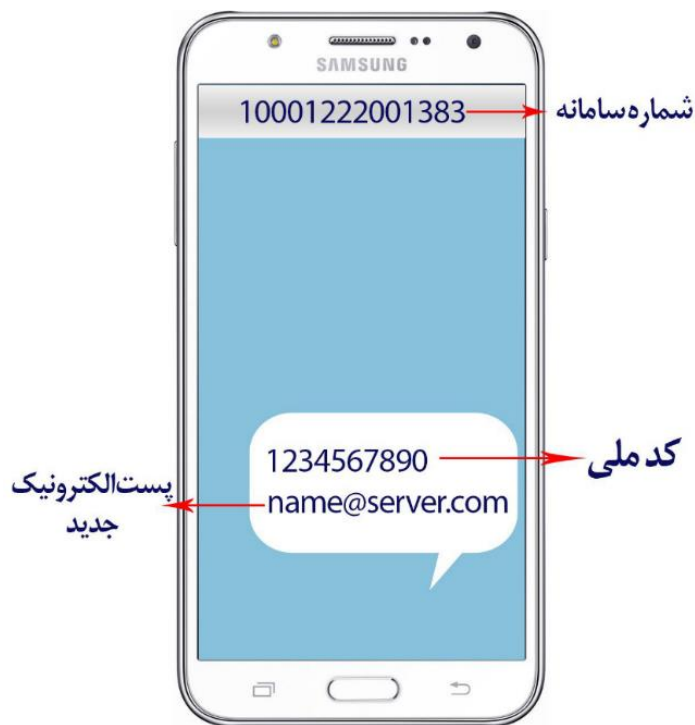 SAMSUNG
10001222001383
شماره سامانه
1234567890
کد ملی
name@server.com
پست الکترونیک
جدید